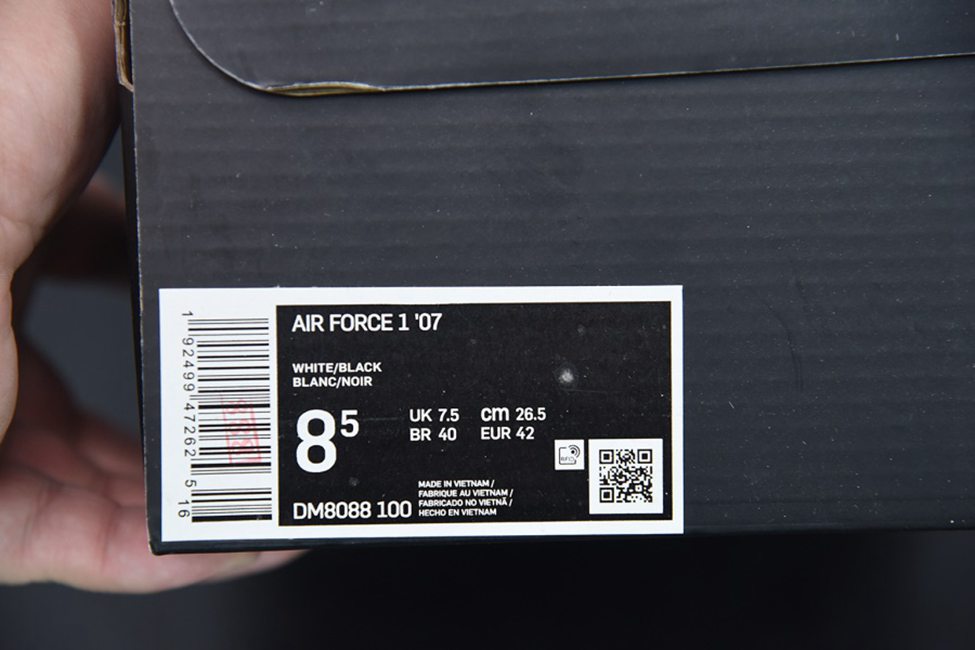 AIR FORCE 1 '07
WHITE/BLACK
BLANC/NOIR
8 5
UK 7.5 cm 26.5
BR 40 EUR 42
RFID
DM8088 100
MADE IN VIETNAM /
FABRIQUE AU VIETNAM /
FABRICADO NO VIETNÃ /
HECHO EN VIETNAM
1 92499 47262 5 16